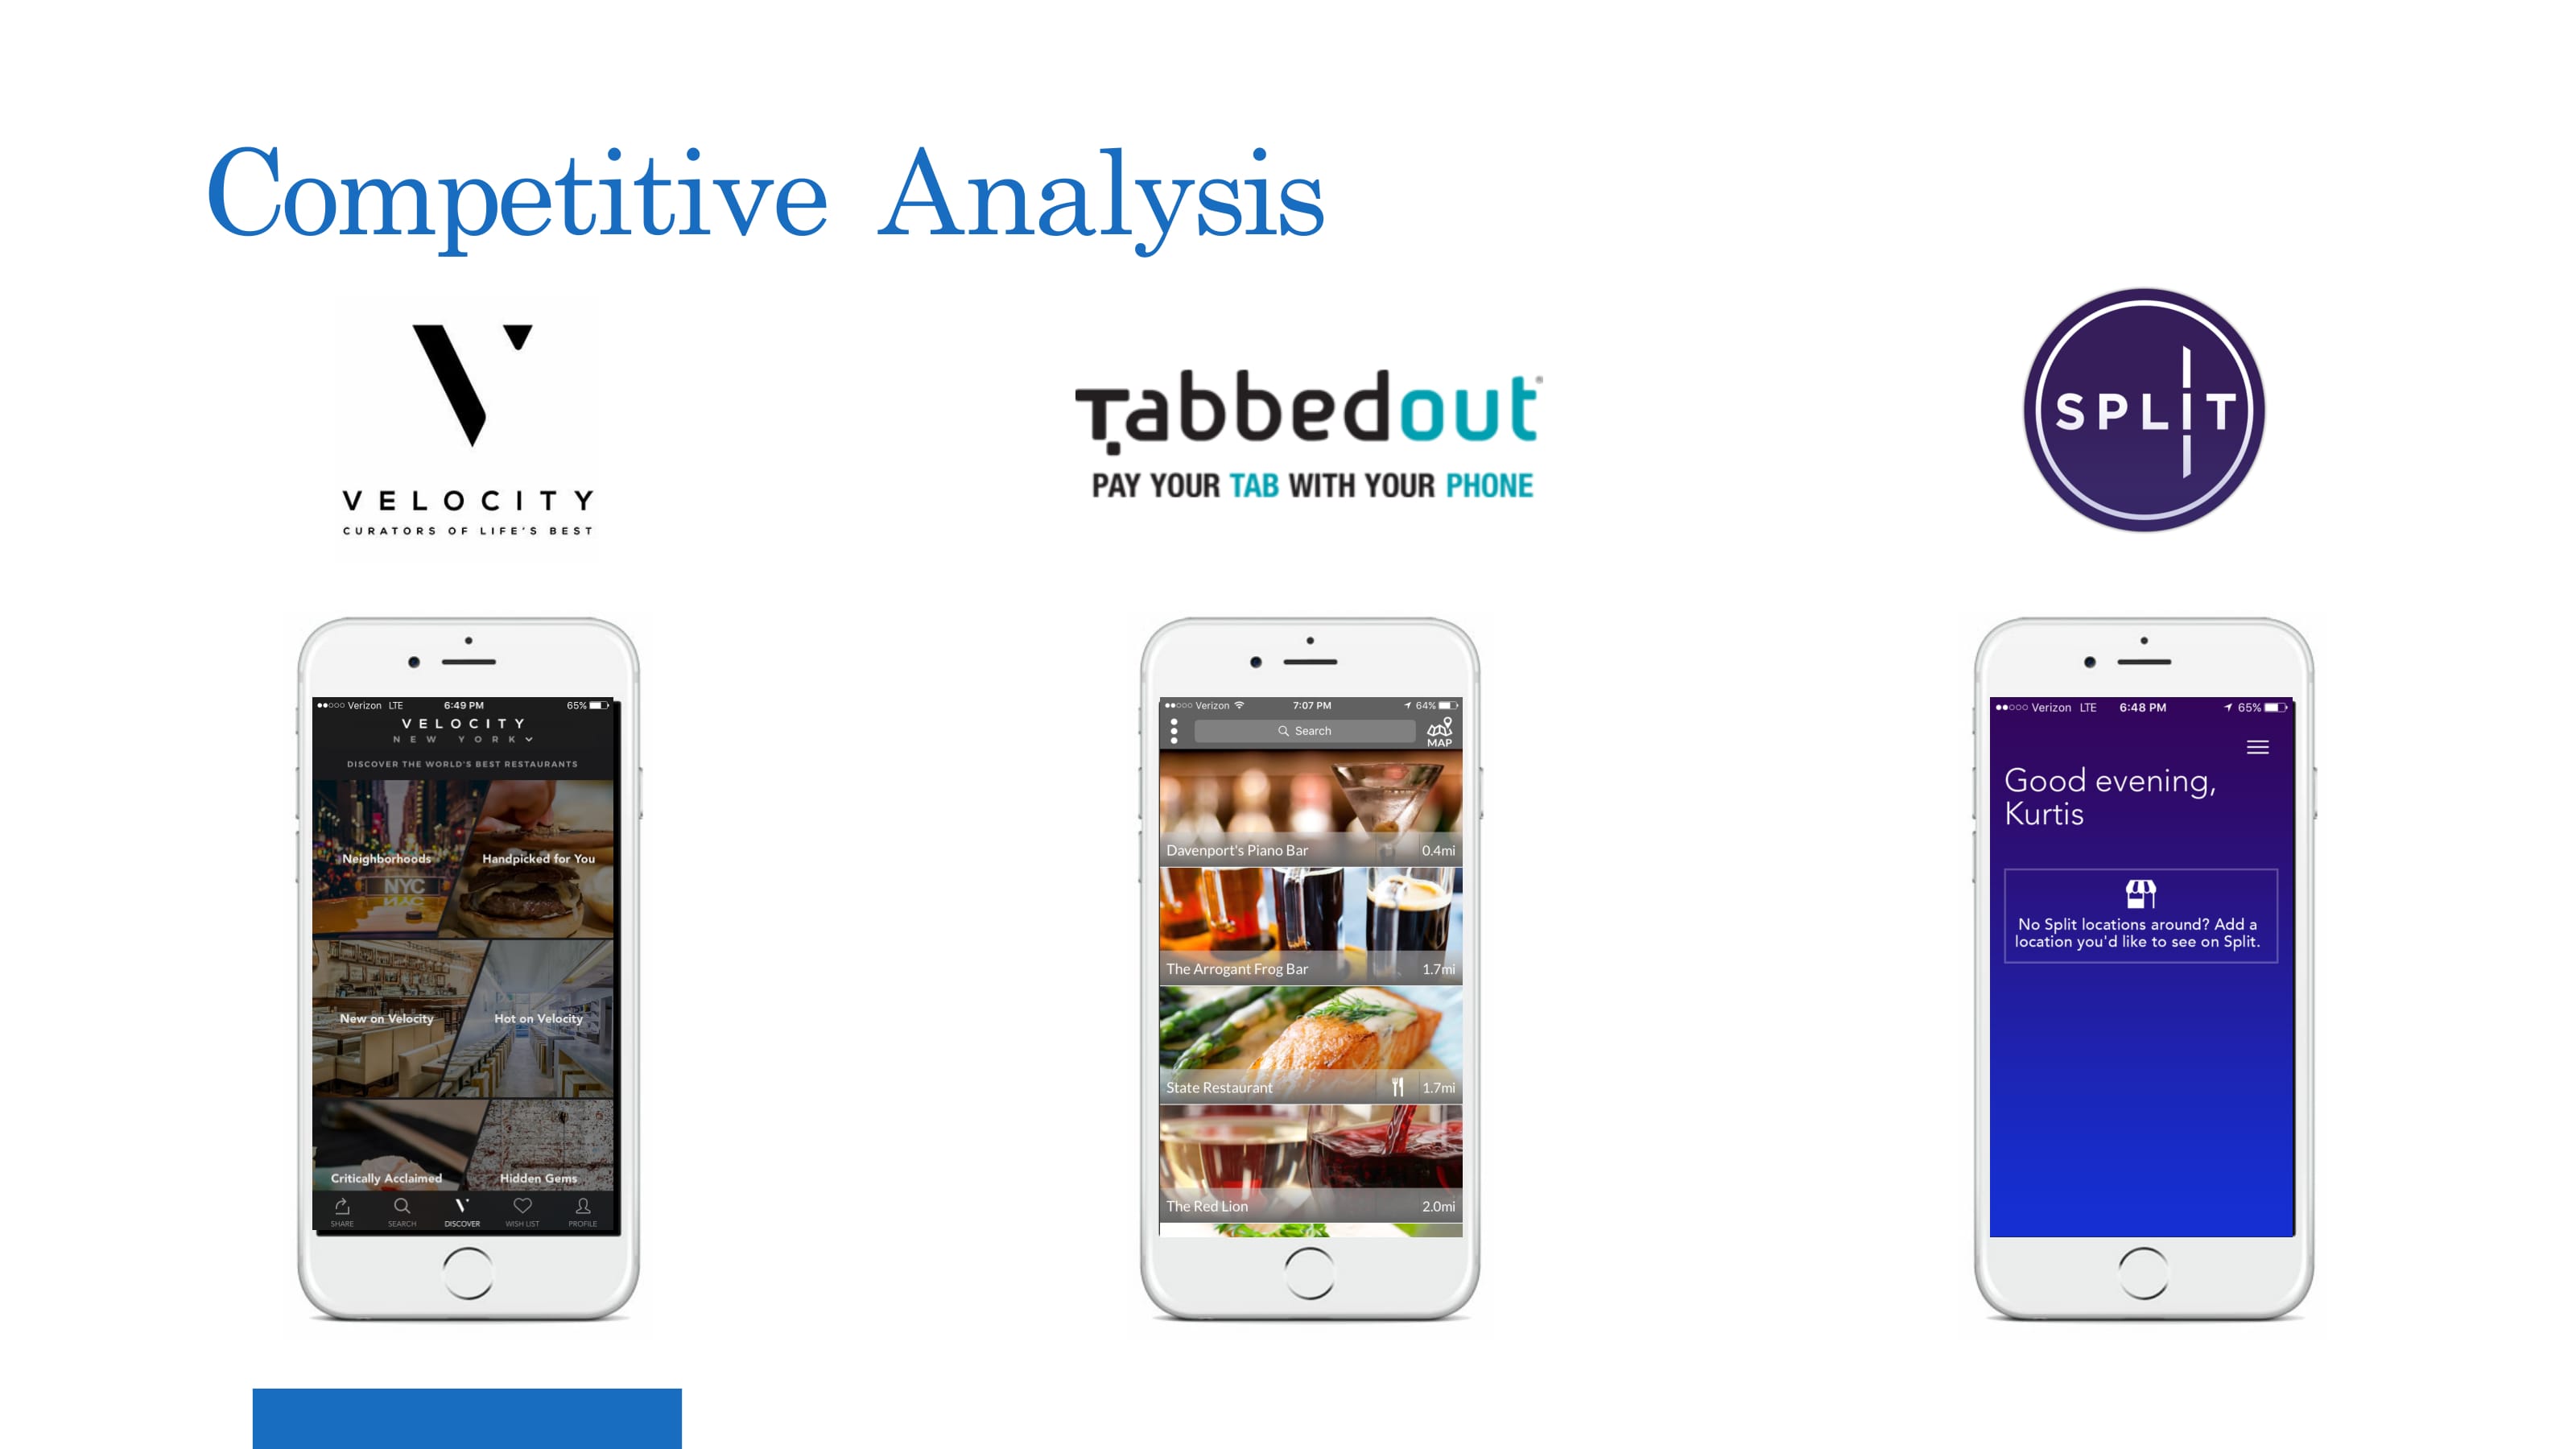 Competitive Analysis
VELOCITY
CURATORS OF LIFE'S BEST
Tabbedout®
PAY YOUR TAB WITH YOUR PHONE
SPLIT
Verizon LTE 6:49 PM 65%
VELOCITY
NEW YORK
DISCOVER THE WORLD'S BEST RESTAURANTS
Neighborhoods Handpicked for You
NYC
New on Velocity Hot on Velocity
Critically Acclaimed Hidden Gems
SHARE SEARCH DISCOVER WISH LIST PROFILE
Verizon 7:07 PM 64%
Search
MAP
Davenport's Piano Bar 0.4mi
The Arrogant Frog Bar 1.7mi
State Restaurant 1.7mi
The Red Lion 2.0mi
Verizon LTE 6:48 PM 65%
Good evening,
Kurtis
No Split locations around? Add a
location you'd like to see on Split.